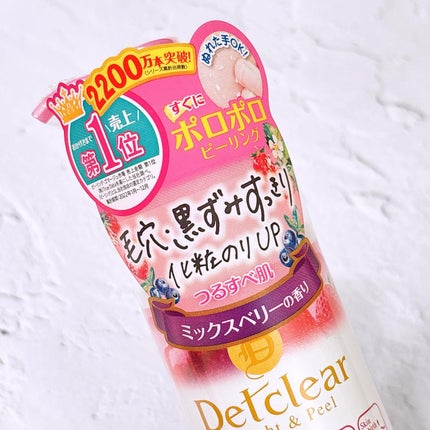 2200万本突破!
ぬれた手OK!
売上
第1位
すぐに
ポロポロ
ピーリング
毛穴・黒ずみすっきり
化粧のりUP
つるすべ肌
ミックスベリーの香り
Detclear
ht & Peel